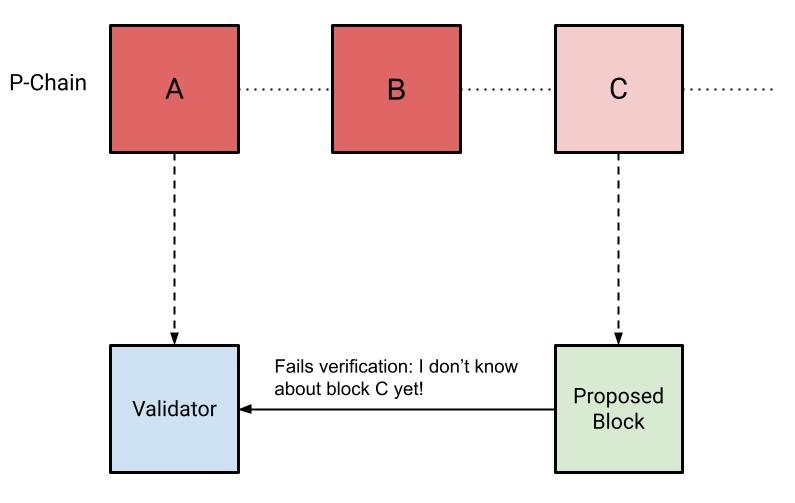 P-Chain
A
B
C
Fails verification: I don’t know
about block C yet!
Validator
Proposed
Block